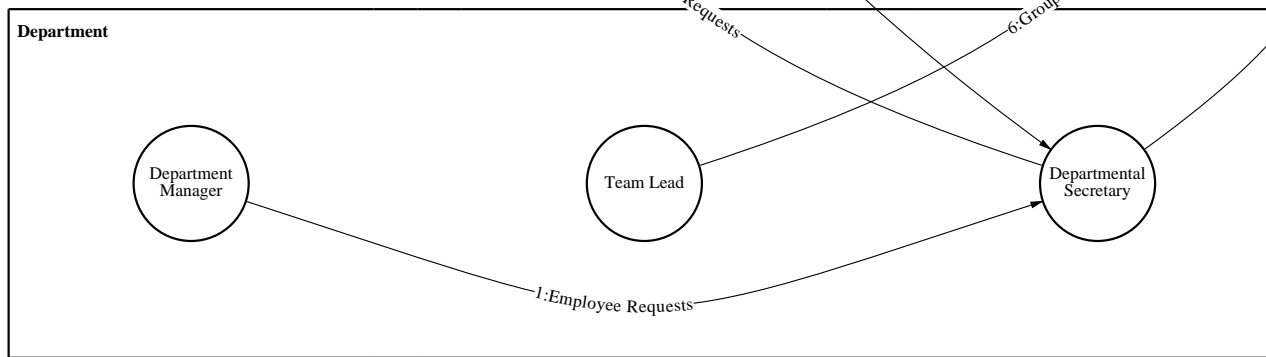 Requests
6:Group
Department
Department
Manager
Team Lead
Departmental
Secretary
1:Employee Requests